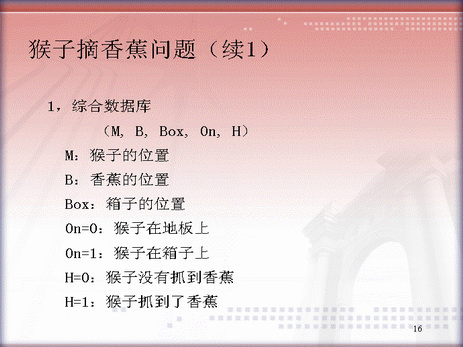 猴子摘香蕉问题（续1）
1，综合数据库
（M, B, Box, On, H）
M：猴子的位置
B：香蕉的位置
Box：箱子的位置
On=0：猴子在地板上
On=1：猴子在箱子上
H=0：猴子没有抓到香蕉
H=1：猴子抓到了香蕉
16